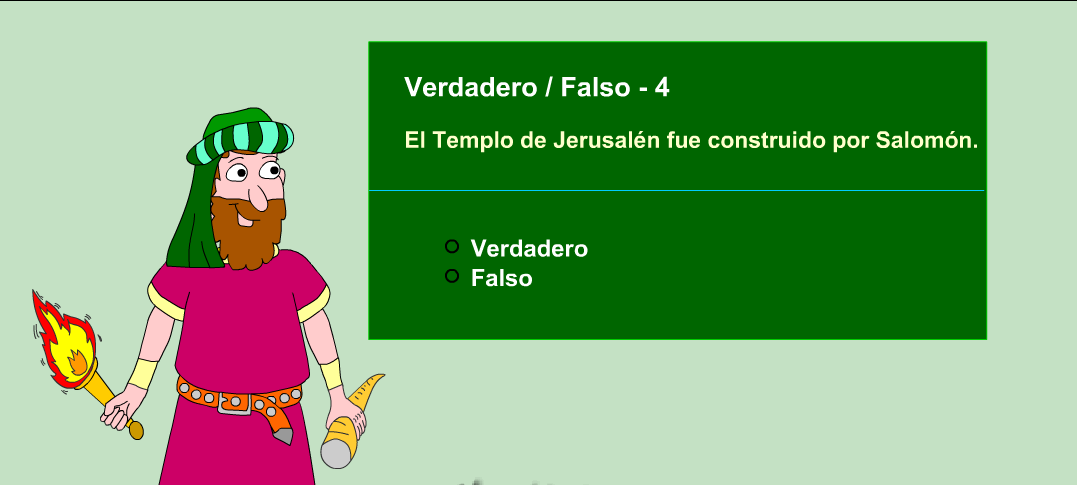 Verdadero / Falso - 4
El Templo de Jerusalén fue construido por Salomón.
Verdadero
Falso